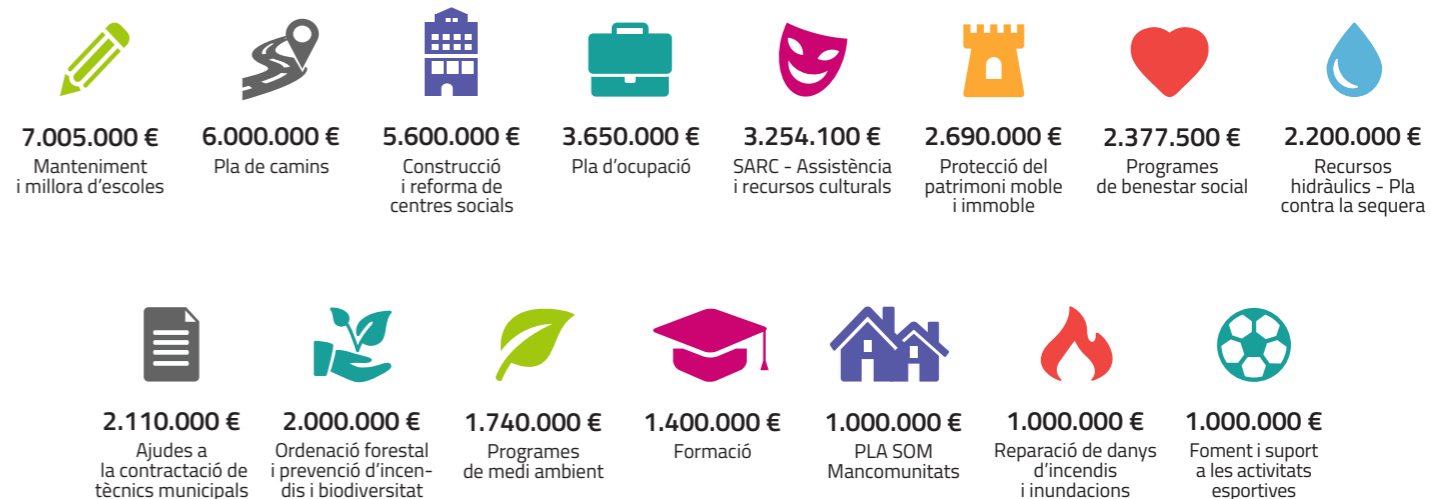 7.005.000 €
Manteniment
i millora d'escoles
6.000.000 €
Pla de camins
5.600.000 €
Construcció
i reforma de
centres socials
3.650.000 €
Pla d'ocupació
3.254.100 €
SARC - Assistència
i recursos culturals
2.690.000 €
Protecció del
patrimoni moble
i immoble
2.377.500 €
Programes
de benestar social
2.200.000 €
Recursos
hidràulics - Pla
contra la sequera
2.110.000 €
Ajudes a
la contractació de
tècnics municipals
2.000.000 €
Ordenació forestal
i prevenció d'incen-
dis i biodiversitat
1.740.000 €
Programes
de medi ambient
1.400.000 €
Formació
1.000.000 €
PLA SOM
Mancomunitats
1.000.000 €
Reparació de danys
d'incendis
i inundacions
1.000.000 €
Foment i suport
a les activitats
esportives